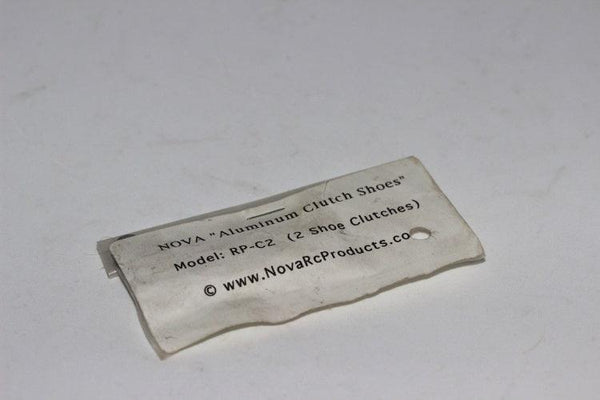 NOVA "Aluminum Clutch Shoes"
Model: RP-C2 (2 Shoe Clutches)
© www.NovaRcProducts.co